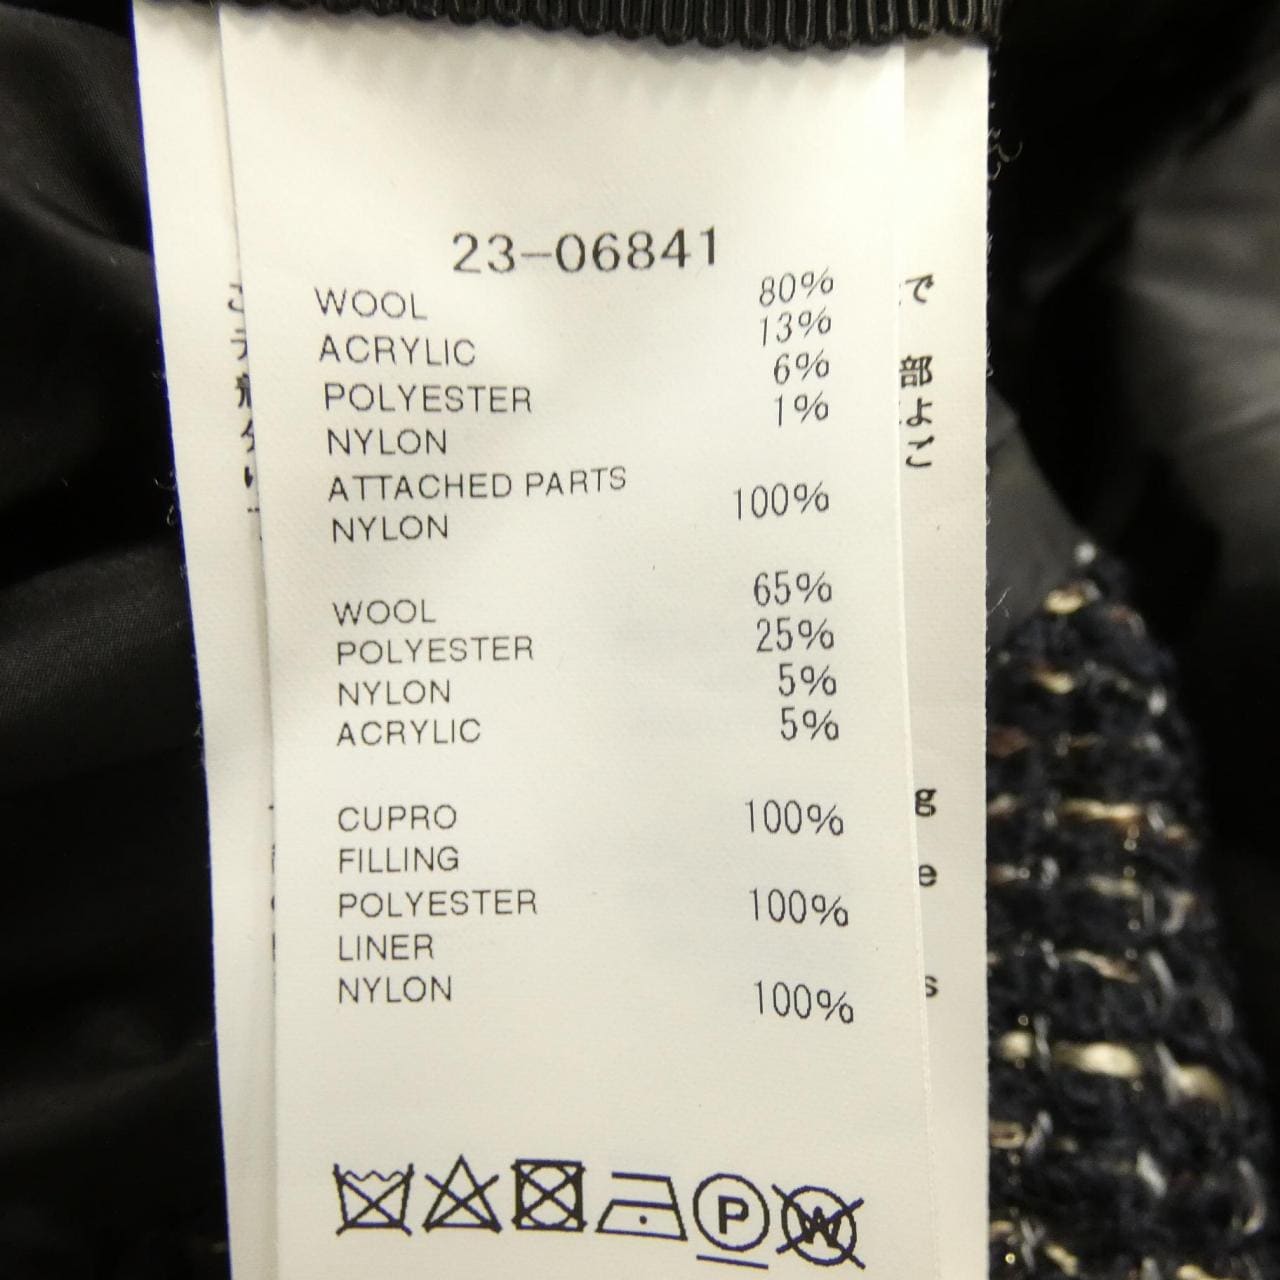 23-06841
WOOL 80%
ACRYLIC 13%
POLYESTER 6%
NYLON 1%
ATTACHED PARTS
NYLON 100%
WOOL 65%
POLYESTER 25%
NYLON 5%
ACRYLIC 5%
CUPRO 100%
FILLING
POLYESTER 100%
LINER
NYLON 100%
P
W
で
部
よ
こ
g
e
s